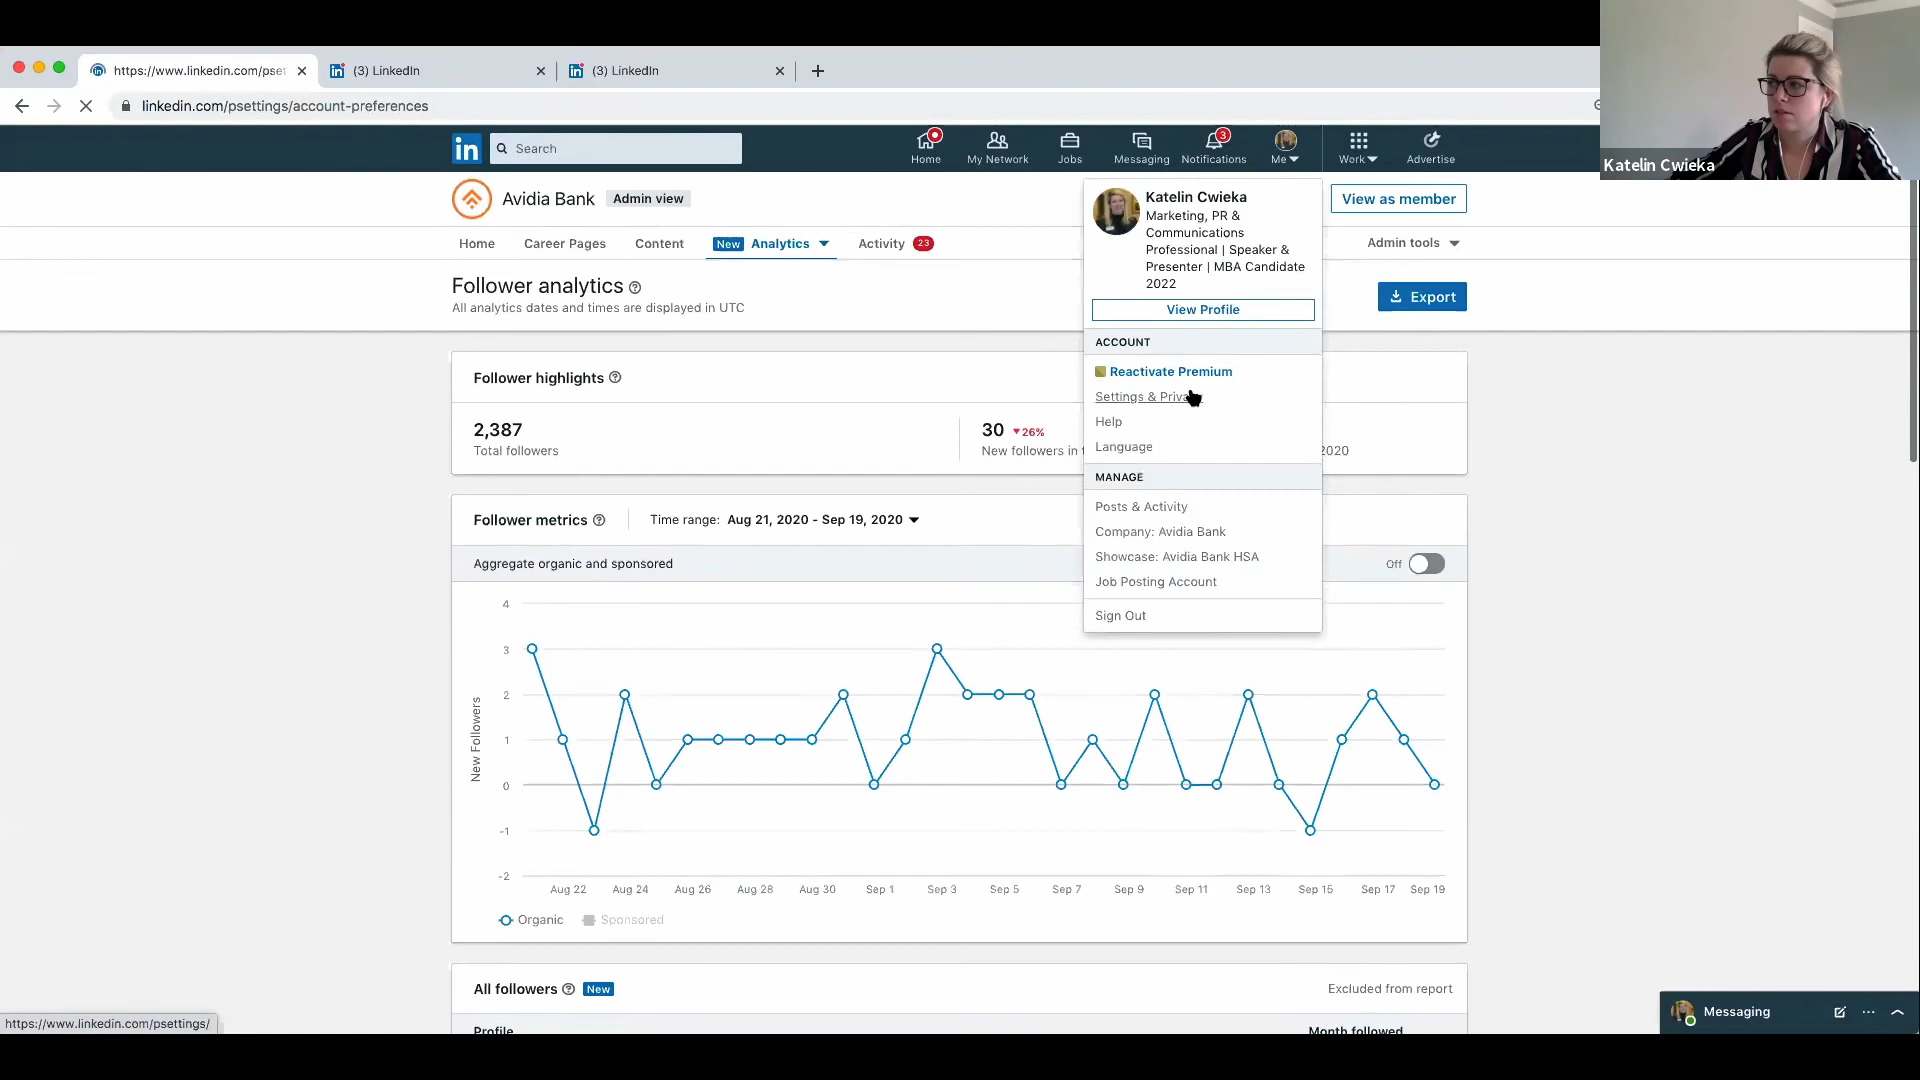 https://www.linkedin.com/pset
(3) LinkedIn
(3) LinkedIn
linkedin.com/psettings/account-preferences
Katelin Cwieka
in
Search
Home
My Network
Jobs
Messaging
3
Notifications
Me
Work
Advertise
Avidia Bank
Admin view
View as member
Home
Career Pages
Content
New
Analytics
Activity
23
Admin tools
Follower analytics
All analytics dates and times are displayed in UTC
Export
Katelin Cwieka
Marketing, PR &
Communications
Professional | Speaker &
Presenter | MBA Candidate
2022
View Profile
ACCOUNT
Reactivate Premium
Settings &
Help
Language
MANAGE
Posts & Activity
Company: Avidia Bank
Showcase: Avidia Bank HSA
Job Posting Account
Sign Out
Follower highlights
2,387
Total followers
30 26%
New followers in
2020
Follower metrics
Time range: Aug 21, 2020 - Sep 19, 2020
Aggregate organic and sponsored
Off
New Followers
4
3
2
1
0
-1
-2
Aug 22 Aug 24 Aug 26 Aug 28 Aug 30 Sep 1 Sep 3 Sep 5 Sep 7 Sep 9 Sep 11 Sep 13 Sep 15 Sep 17 Sep 19
Organic
Sponsored
All followers
New
Excluded from report
Profile
Month followed
https://www.linkedin.com/psettings/
Messaging